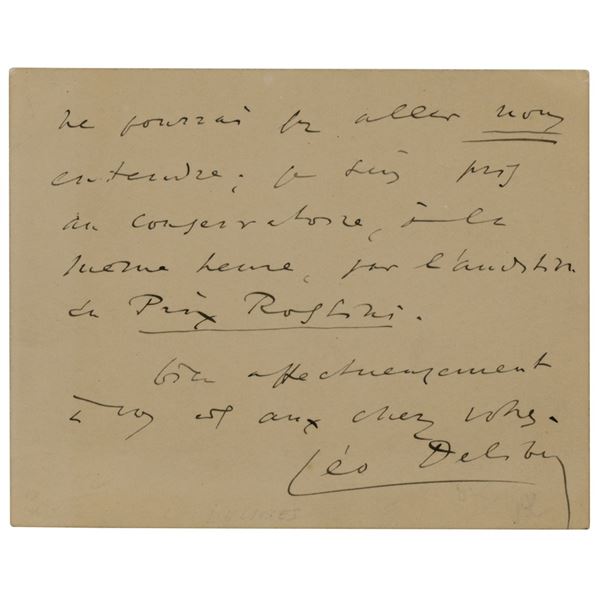 ne pourrai pas aller nous
entendre; je suis pris
au conservatoire, à la
même heure, par l'audition
du Prix Rossini.
bien affectueusement
à vous et aux chers vôtres.
Léo Delibes